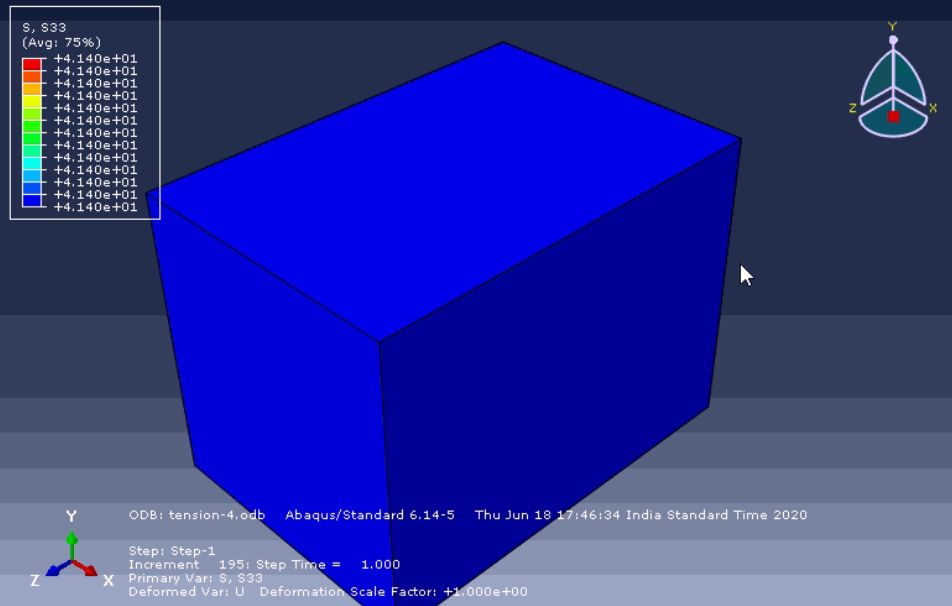 S, S33
(Avg: 75%)
+4.140e+01
+4.140e+01
+4.140e+01
+4.140e+01
+4.140e+01
+4.140e+01
+4.140e+01
+4.140e+01
+4.140e+01
+4.140e+01
+4.140e+01
+4.140e+01
+4.140e+01
Y
Z X
Y
Z X
ODB: tension-4.odb Abaqus/Standard 6.14-5 Thu Jun 18 17:46:34 India Standard Time 2020
Step: Step-1
Increment 195: Step Time = 1.000
Primary Var: S, S33
Deformed Var: U Deformation Scale Factor: +1.000e+00